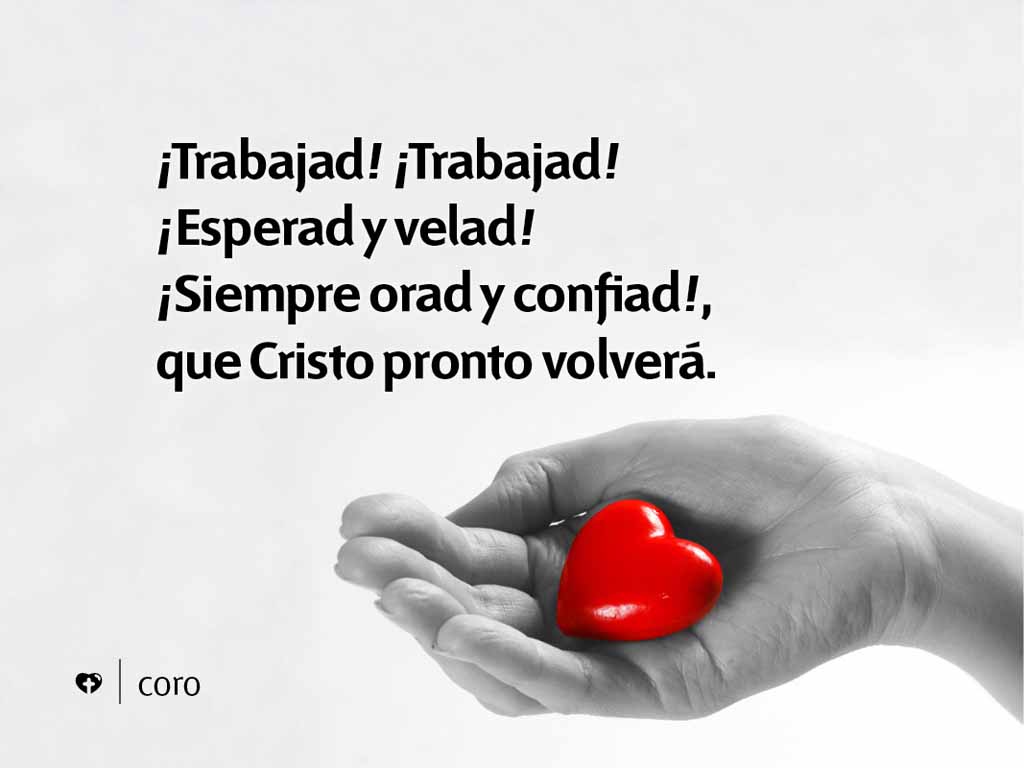 ¡Trabajad! ¡Trabajad!
¡Esperad y velad!
¡Siempre orad y confiad!,
que Cristo pronto volverá.
coro